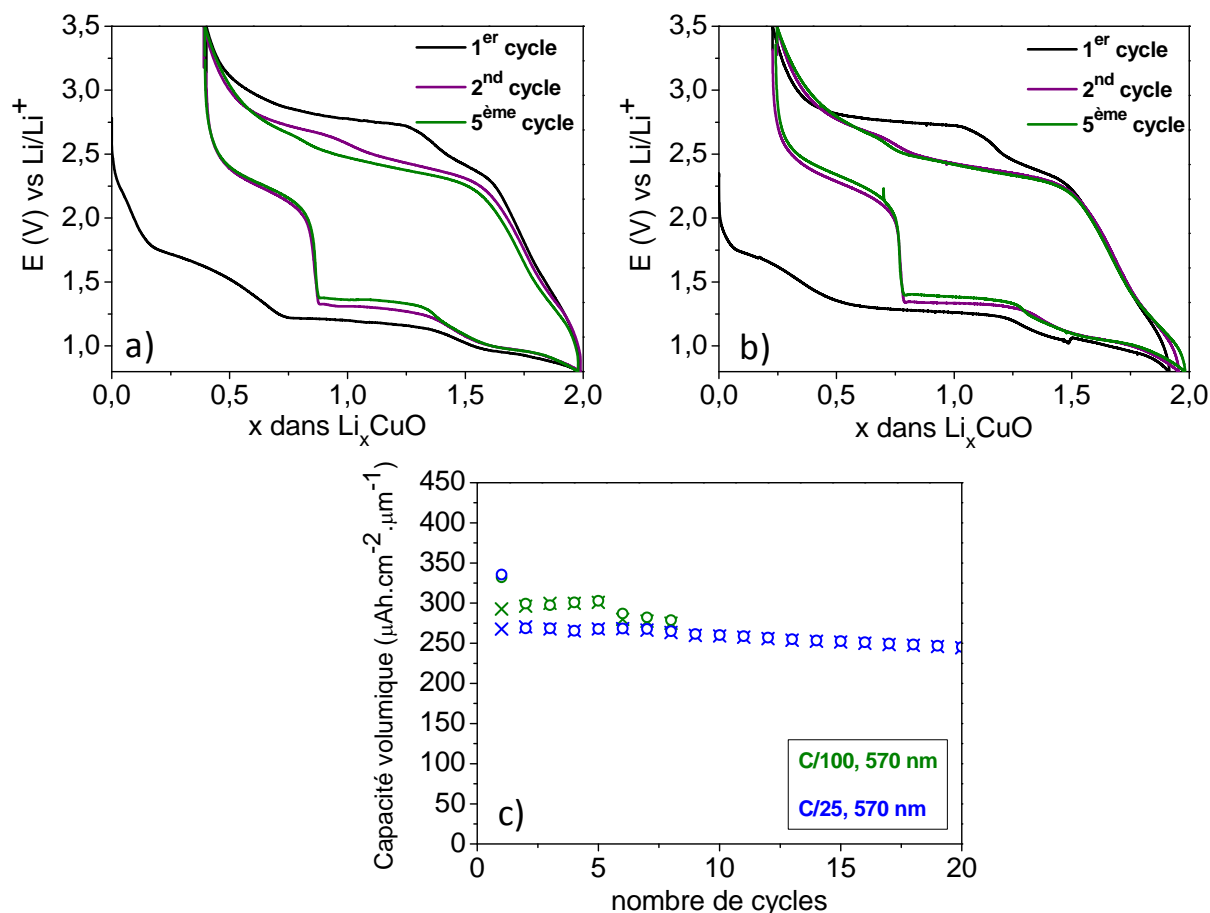 3,5
3,0
2,5
2,0
1,5
1,0
E (V) vs Li/Li⁺
1ᵉʳ cycle
2ⁿᵈ cycle
5ᵉᵐᵉ cycle
a)
0,0 0,5 1,0 1,5 2,0
x dans LiₓCuO
3,5
3,0
2,5
2,0
1,5
1,0
E (V) vs Li/Li⁺
1ᵉʳ cycle
2ⁿᵈ cycle
5ᵉ̀ᵐᵉ cycle
b)
0,0 0,5 1,0 1,5 2,0
x dans LiₓCuO
450
400
350
300
250
200
150
100
50
0
Capacité volumique (µAh.cm⁻².µm⁻¹)
C/100, 570 nm
C/25, 570 nm
c)
0 5 10 15 20
nombre de cycles